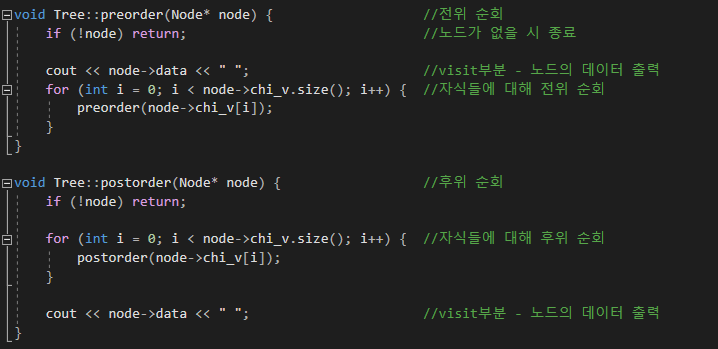 void Tree::preorder(Node* node) { //전위 순회
if (!node) return; //노드가 없을 시 종료
cout << node->data << " "; //visit부분 - 노드의 데이터 출력
for (int i = 0; i < node->chi_v.size(); i++) { //자식들에 대해 전위 순회
preorder(node->chi_v[i]);
}
}
void Tree::postorder(Node* node) { //후위 순회
if (!node) return;
for (int i = 0; i < node->chi_v.size(); i++) { //자식들에 대해 후위 순회
postorder(node->chi_v[i]);
}
cout << node->data << " "; //visit부분 - 노드의 데이터 출력
}